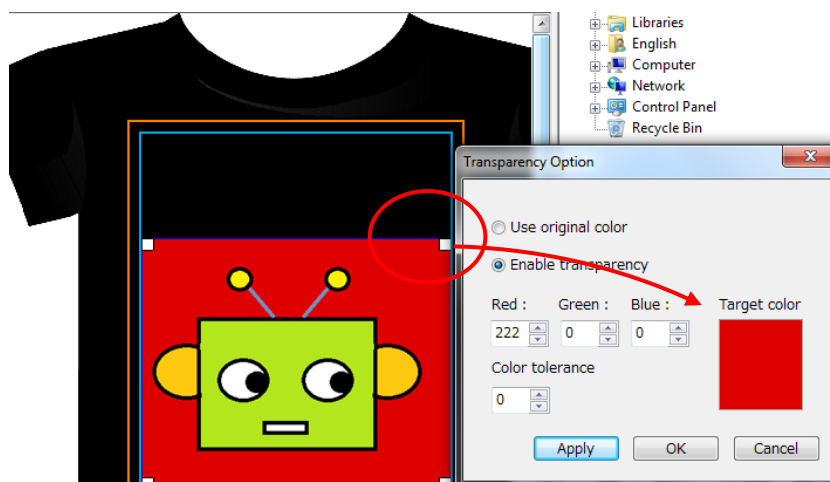 Libraries
English
Computer
Network
Control Panel
Recycle Bin
Transparency Option
Use original color
Enable transparency
Red : Green : Blue : Target color
222 0 0
Color tolerance
0
Apply OK Cancel